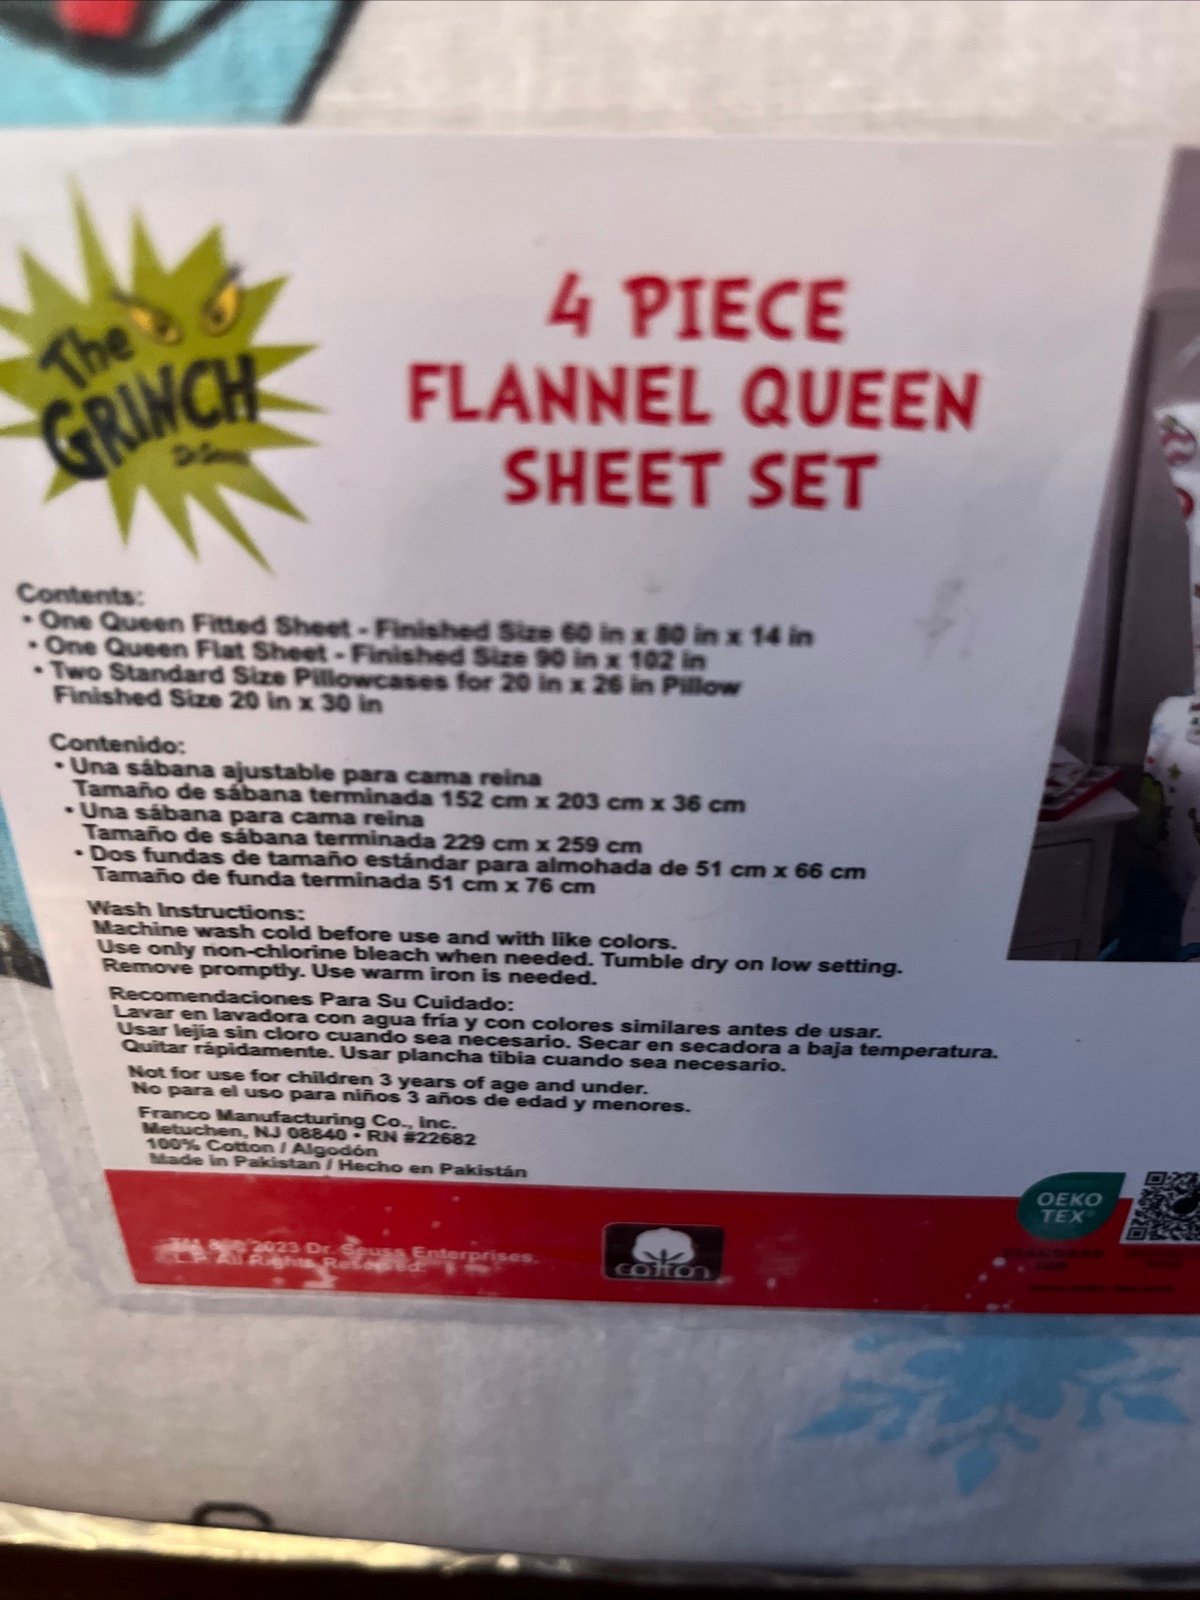 The
GRINCH
4 PIECE
FLANNEL QUEEN
SHEET SET
Contents:
• One Queen Fitted Sheet - Finished Size 60 in x 80 in x 14 in
• One Queen Flat Sheet - Finished Size 90 in x 102 in
• Two Standard Size Pillowcases for 20 in x 26 in Pillow
Finished Size 20 in x 30 in
Contenido:
• Una sábana ajustable para cama reina
Tamaño de sábana terminada 152 cm x 203 cm x 36 cm
• Una sábana para cama reina
Tamaño de sábana terminada 229 cm x 259 cm
• Dos fundas de tamaño estándar para almohada de 51 cm x 66 cm
Tamaño de funda terminada 51 cm x 76 cm
Wash Instructions:
Machine wash cold before use and with like colors.
Use only non-chlorine bleach when needed. Tumble dry on low setting.
Remove promptly. Use warm iron is needed.
Recomendaciones Para Su Cuidado:
Lavar en lavadora con agua fría y con colores similares antes de usar.
Usar lejía sin cloro cuando sea necesario. Secar en secadora a baja temperatura.
Quitar rápidamente. Usar plancha tibia cuando sea necesario.
Not for use for children 3 years of age and under.
No para el uso para niños 3 años de edad y menores.
Franco Manufacturing Co., Inc.
Metuchen, NJ 08840 • RN #22682
100% Cotton / Algodón
Made in Pakistan / Hecho en Pakistán
2023 Dr. Seuss Enterprises,
L.P. All Rights Reserved.
cotton
OEKO
TEX®